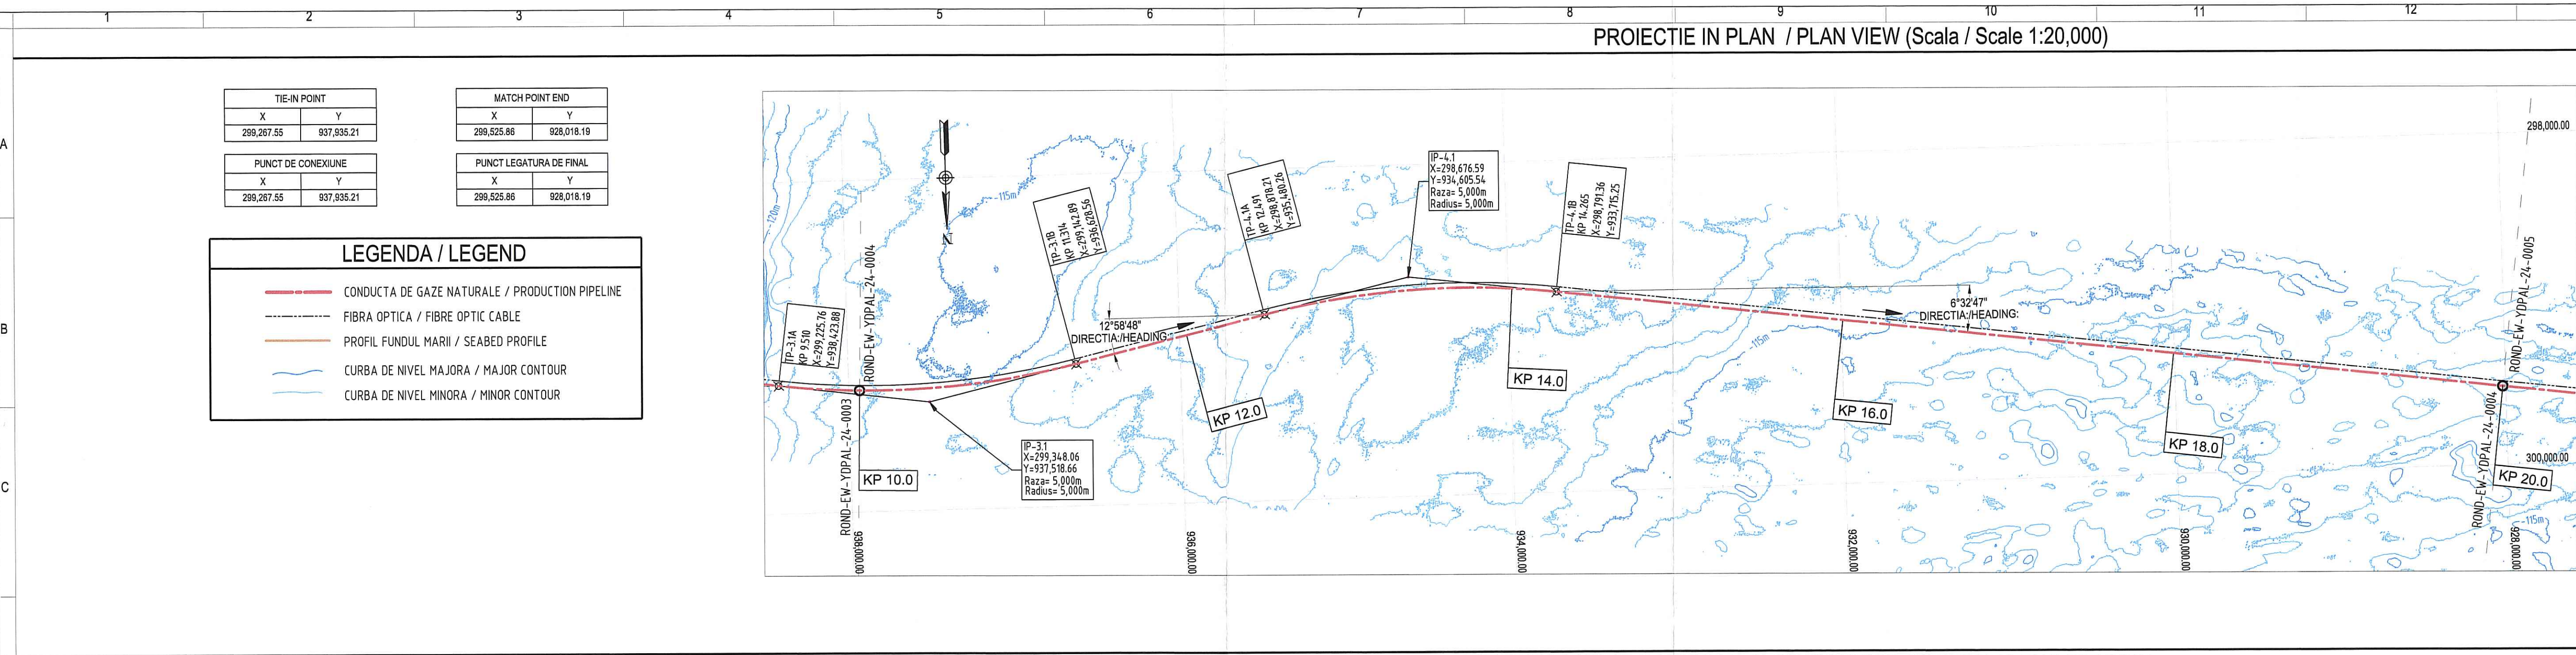 1 2 3 4 5 6 7 8 9 10 11 12
PROIECTIE IN PLAN / PLAN VIEW (Scala / Scale 1:20,000)
A
B
C
TIE-IN POINT
X Y
299,267.55 937,935.21
MATCH POINT END
X Y
299,525.86 928,018.19
PUNCT DE CONEXIUNE
X Y
299,267.55 937,935.21
PUNCT LEGATURA DE FINAL
X Y
299,525.86 928,018.19
LEGENDA / LEGEND
CONDUCTA DE GAZE NATURALE / PRODUCTION PIPELINE
FIBRA OPTICA / FIBRE OPTIC CABLE
PROFIL FUNDUL MARII / SEABED PROFILE
CURBA DE NIVEL MAJORA / MAJOR CONTOUR
CURBA DE NIVEL MINORA / MINOR CONTOUR
-120m
TP-3.1A
KP 9.510
X=299,225.76
Y=938,423.88
ROND-EW-YDPAL-24-0004
ROND-EW-YDPAL-24-0003
KP 10.0
938,000.00
N
-115m
IP-3.1
X=299,348.06
Y=937,518.66
Raza= 5,000m
Radius= 5,000m
TP-3.1B
KP 11.314
X=299,142.89
Y=936,628.56
12°58'48"
DIRECTIA:/HEADING:
KP 12.0
936,000.00
TP-4.1A
KP 12.491
X=298,878.21
Y=935,480.26
IP-4.1
X=298,676.59
Y=934,605.54
Raza= 5,000m
Radius= 5,000m
TP-4.1B
KP 14.265
X=298,791.36
Y=933,715.25
KP 14.0
934,000.00
-115m
KP 16.0
932,000.00
6°32'47"
DIRECTIA:/HEADING:
KP 18.0
930,000.00
298,000.00
ROND-EW-YDPAL-24-0005
ROND-EW-YDPAL-24-0004
300,000.00
KP 20.0
-115m
928,000.00